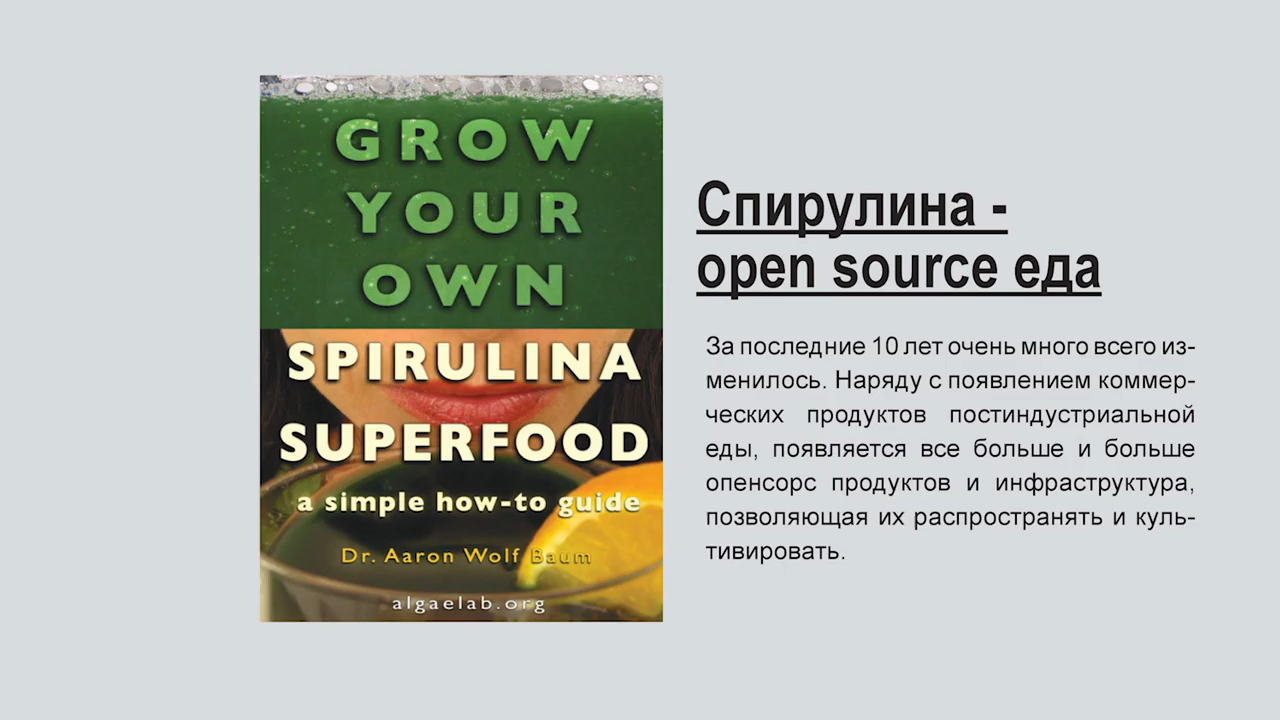 GROW
YOUR
OWN
SPIRULINA
SUPERFOOD
a simple how-to guide
Dr. Aaron Wolf Baum
algaelab.org
Спирулина -
open source еда
За последние 10 лет очень много всего из-
менилось. Наряду с появлением коммер-
ческих продуктов постиндустриальной
еды, появляется все больше и больше
опенсорс продуктов и инфраструктура,
позволяющая их распространять и куль-
тивировать.